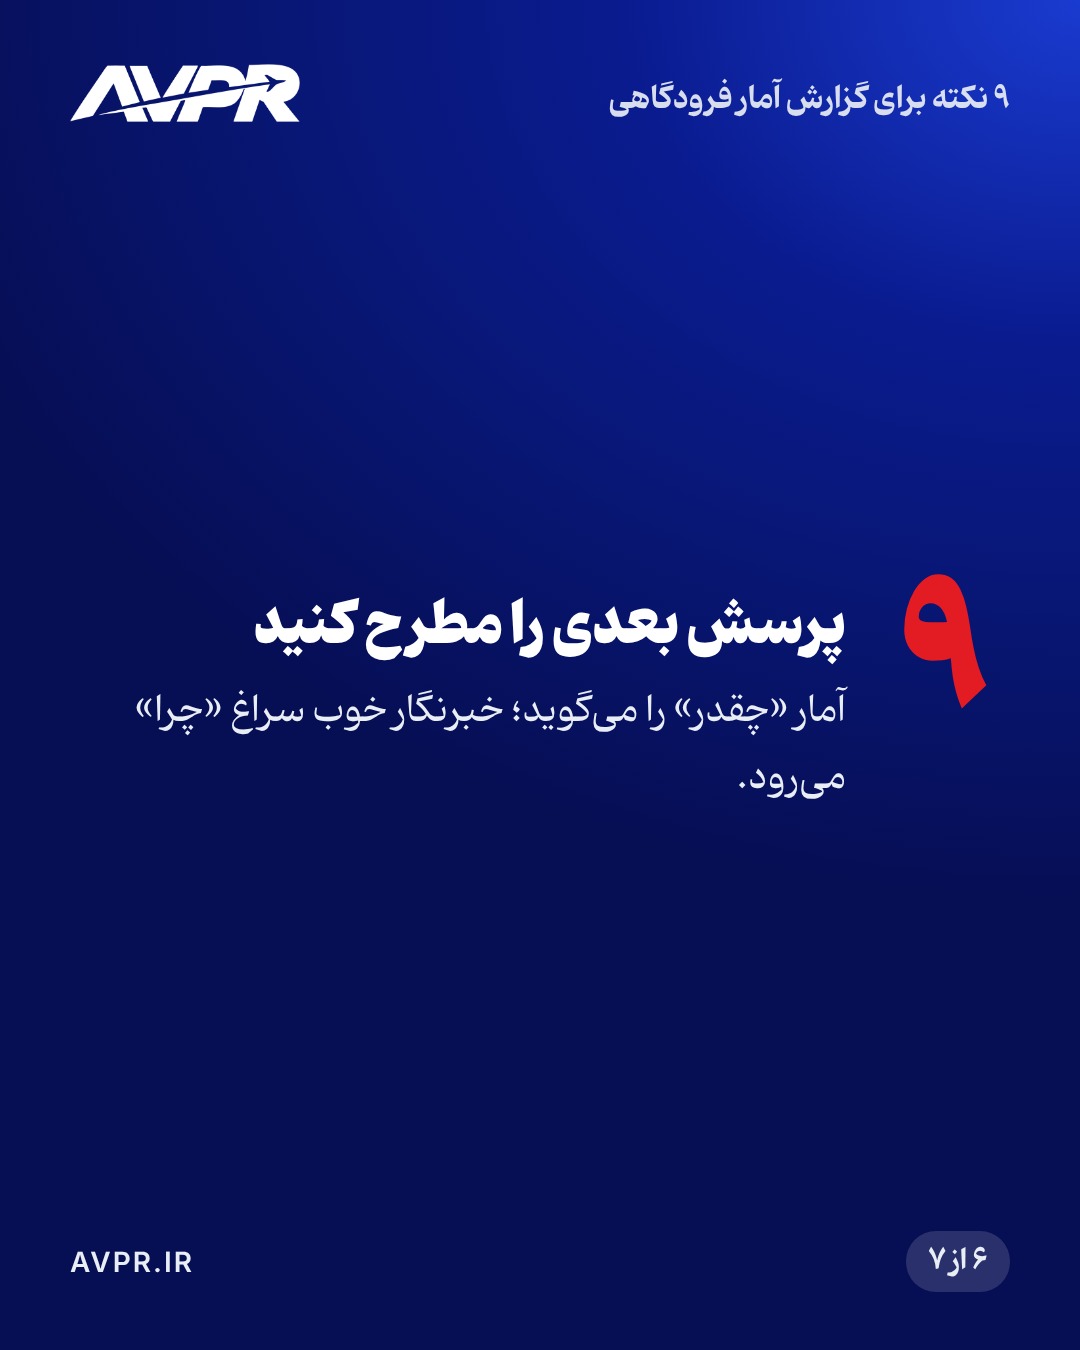 ۹ نکته برای گزارش آمار فرودگاهی
AVPR
۹
پرسش بعدی را مطرح کنید
آمار «چقدر» را می‌گوید؛ خبرنگار خوب سراغ «چرا»
می‌رود.
۶ از ۷
AVPR.IR